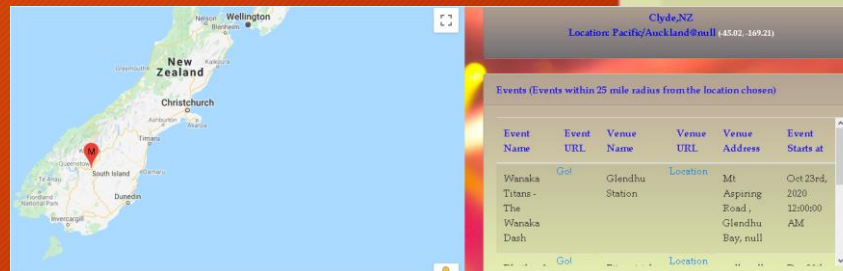 Nelson
Wellington
Blenheim
New
Zealand
Kaikoura
Greymouth
Christchurch
Ashburton
Akaroa
Timaru
M
Queenstown
South Island
Oamaru
Te Anau
Fiordland
National Park
Dunedin
Invercargill
Clyde,NZ
Location: Pacific/Auckland@null (-45.02,-169.21)
Events (Events within 25 mile radius from the location chosen)
Event Event Venue Venue Venue Event
Name URL Name URL Address Starts at
Wanaka Go! Glendhu Location Mt Oct 23rd,
Titans - Station Aspiring 2020
The Road , 12:00:00
Wanaka Glendhu AM
Dash Bay, null
Go! Location